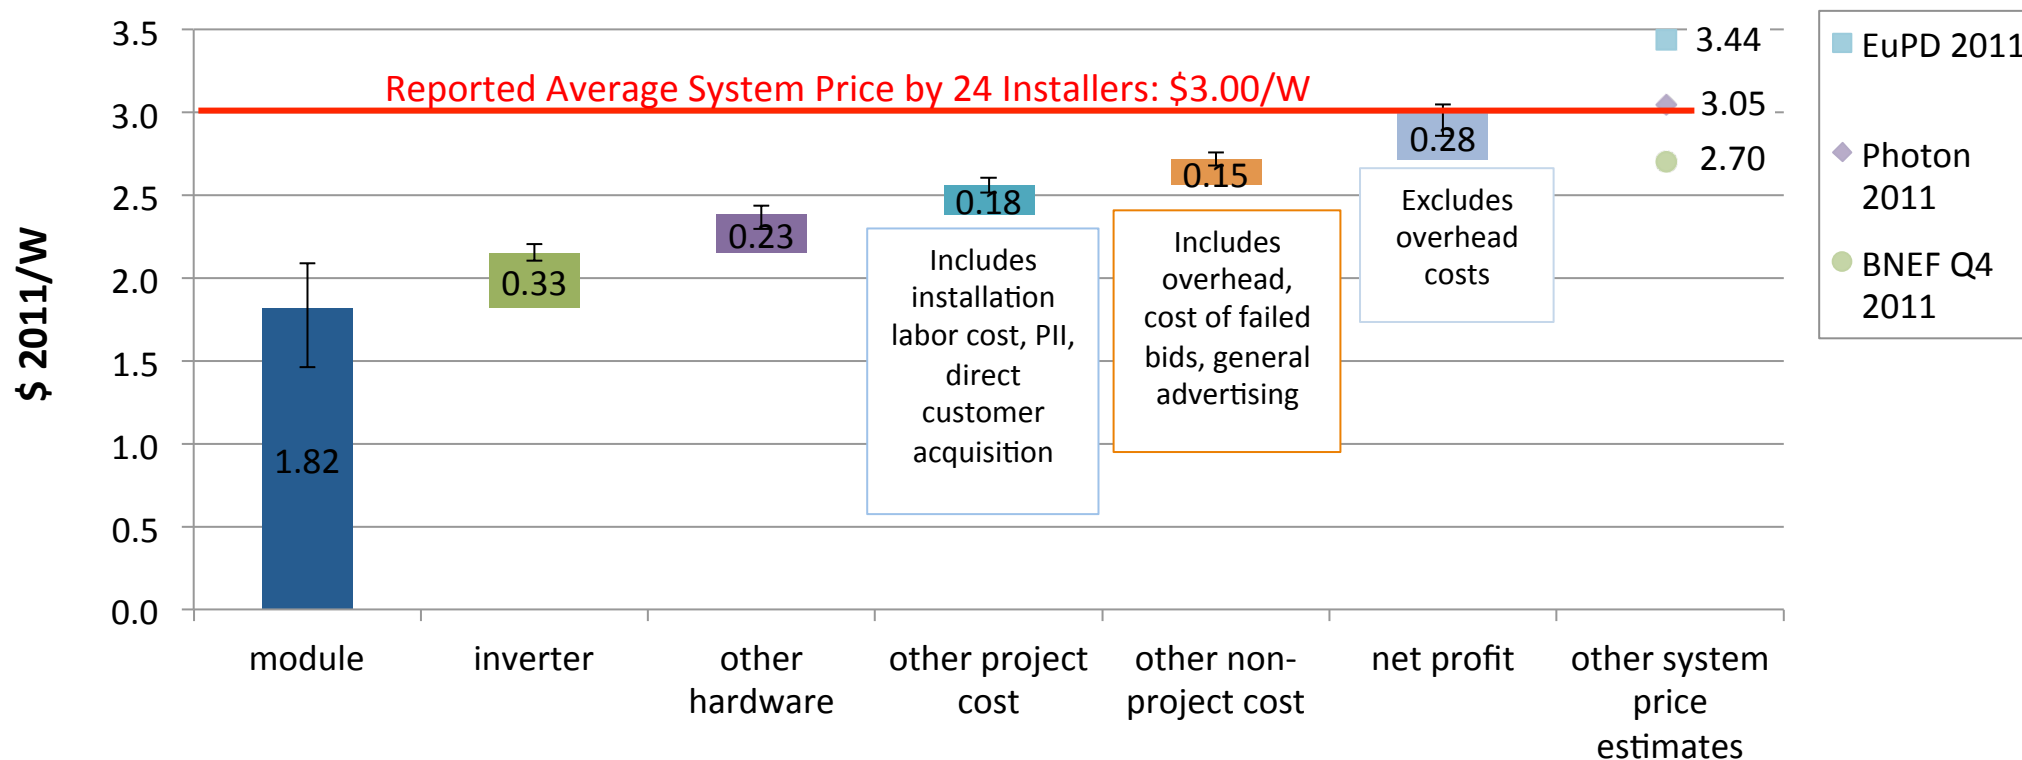 3.5
3.0
2.5
2.0
1.5
1.0
0.5
0.0
$ 2011/W
Reported Average System Price by 24 Installers: $3.00/W
1.82
0.33
0.23
0.18
0.15
0.28
3.44
3.05
2.70
Includes
installation
labor cost, PII,
direct
customer
acquisition
Includes
overhead,
cost of failed
bids, general
advertising
Excludes
overhead
costs
module
inverter
other
hardware
other project
cost
other non-
project cost
net profit
other system
price
estimates
EuPD 2011
Photon
2011
BNEF Q4
2011